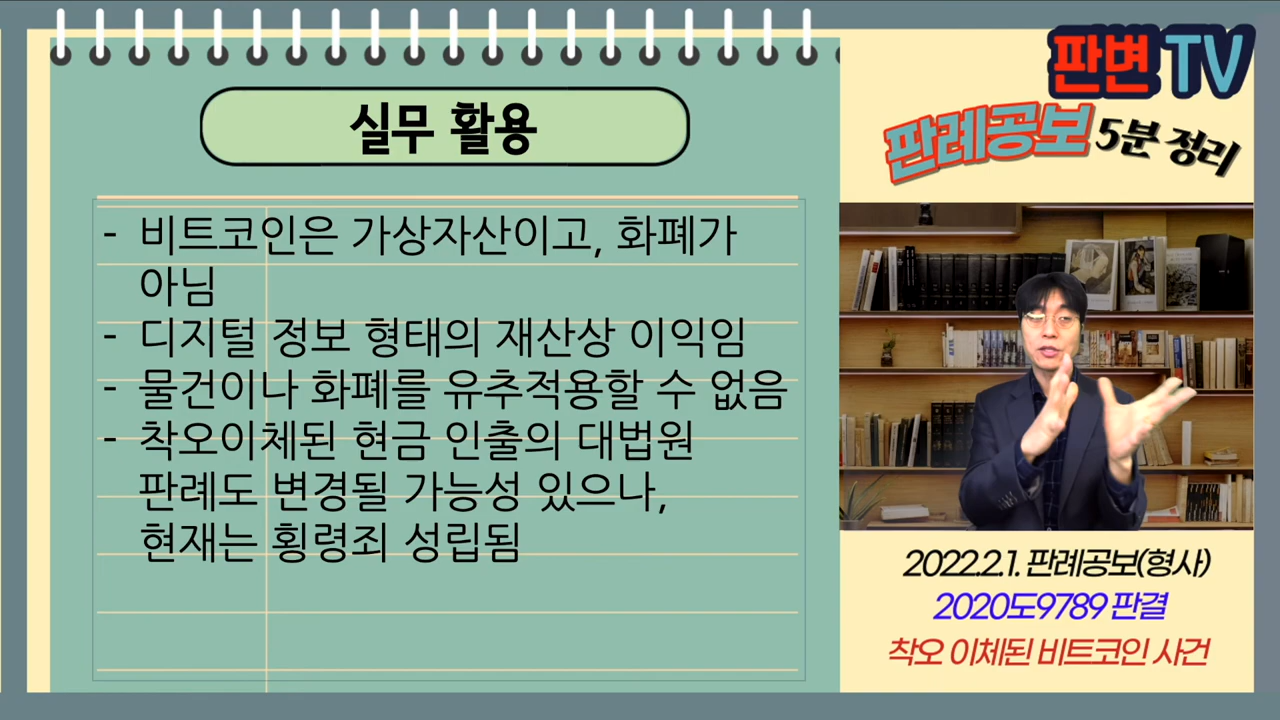 실무 활용
- 비트코인은 가상자산이고, 화폐가
아님
- 디지털 정보 형태의 재산상 이익임
- 물건이나 화폐를 유추적용할 수 없음
- 착오이체된 현금 인출의 대법원
판례도 변경될 가능성 있으나,
현재는 횡령죄 성립됨
판변 TV
판례공보 5분 정리
2022.2.1. 판례공보(형사)
2020도9789 판결
착오 이체된 비트코인 사건